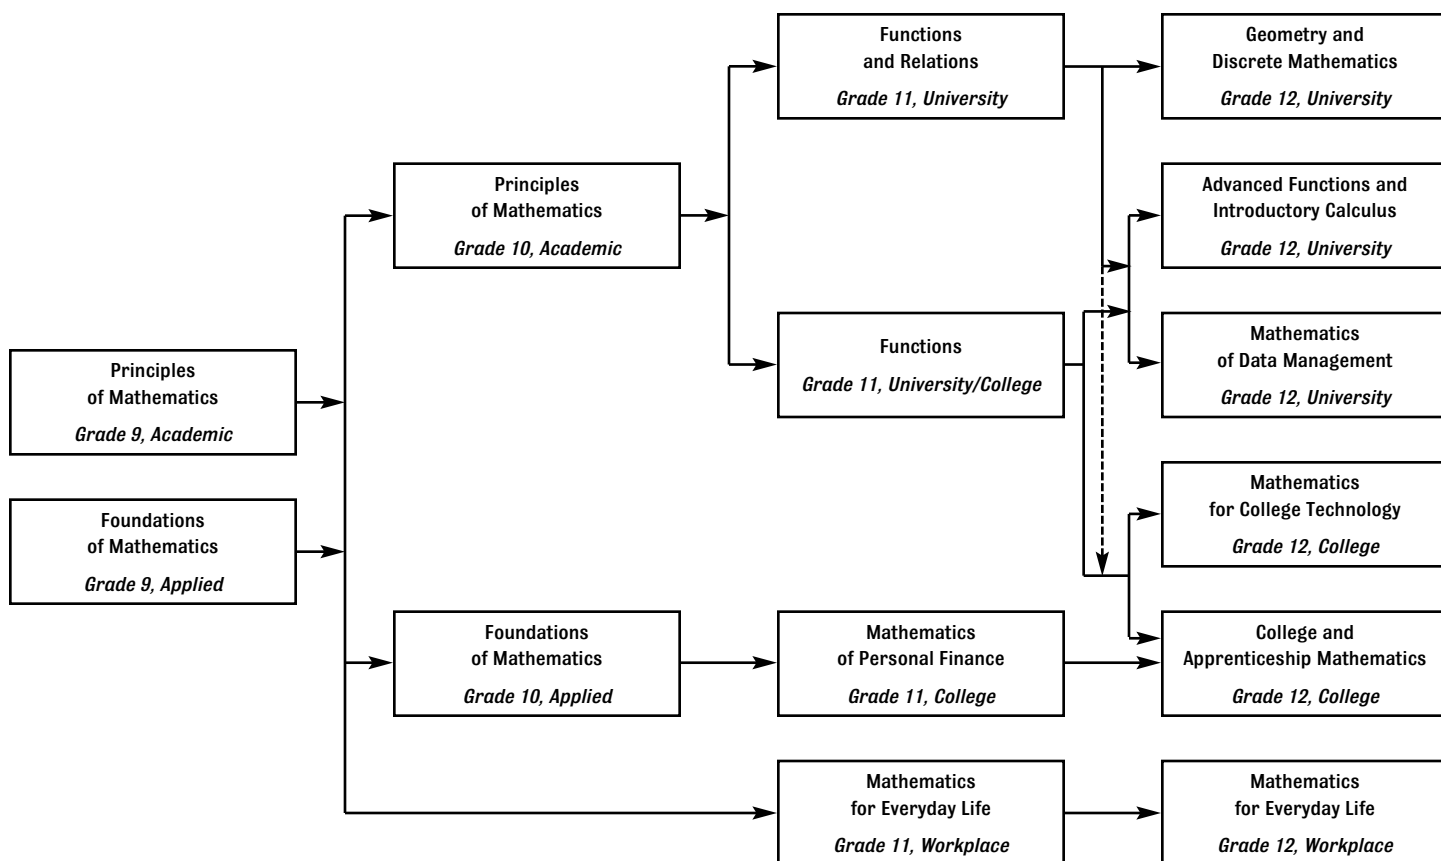 Functions
and Relations
Grade 11, University
Geometry and
Discrete Mathematics
Grade 12, University
Principles
of Mathematics
Grade 10, Academic
Advanced Functions and
Introductory Calculus
Grade 12, University
Functions
Grade 11, University/College
Mathematics
of Data Management
Grade 12, University
Principles
of Mathematics
Grade 9, Academic
Mathematics
for College Technology
Grade 12, College
Foundations
of Mathematics
Grade 9, Applied
Foundations
of Mathematics
Grade 10, Applied
Mathematics
of Personal Finance
Grade 11, College
College and
Apprenticeship Mathematics
Grade 12, College
Mathematics
for Everyday Life
Grade 11, Workplace
Mathematics
for Everyday Life
Grade 12, Workplace